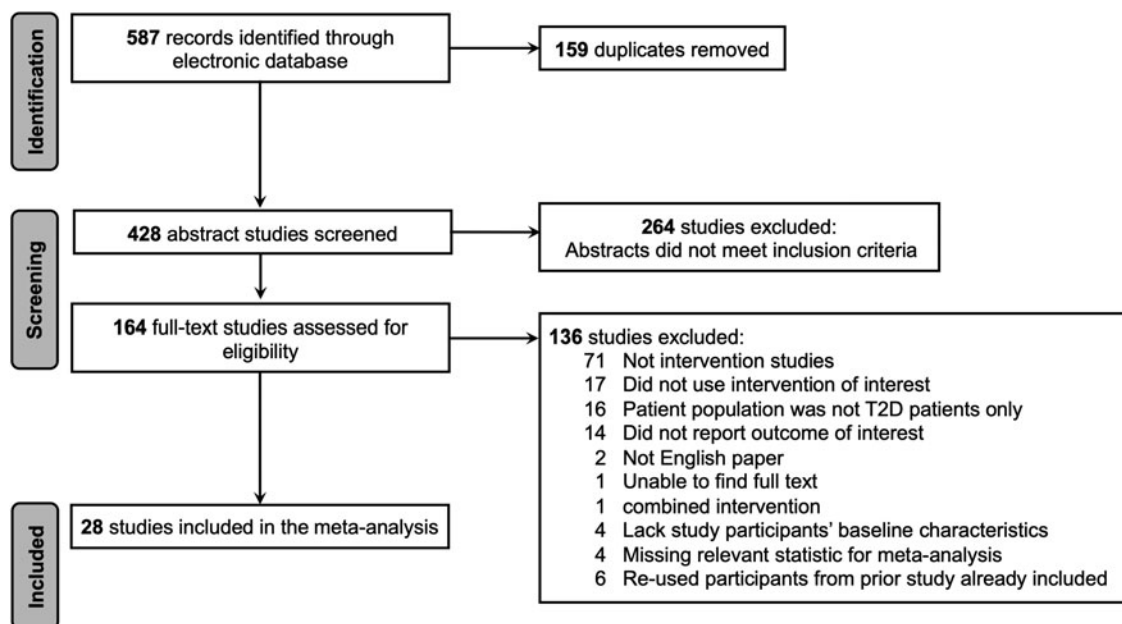 Identification
587 records identified through
electronic database
159 duplicates removed
Screening
428 abstract studies screened
264 studies excluded:
Abstracts did not meet inclusion criteria
164 full-text studies assessed for
eligibility
136 studies excluded:
71 Not intervention studies
17 Did not use intervention of interest
16 Patient population was not T2D patients only
14 Did not report outcome of interest
2 Not English paper
1 Unable to find full text
1 combined intervention
4 Lack study participants’ baseline characteristics
4 Missing relevant statistic for meta-analysis
6 Re-used participants from prior study already included
Included
28 studies included in the meta-analysis